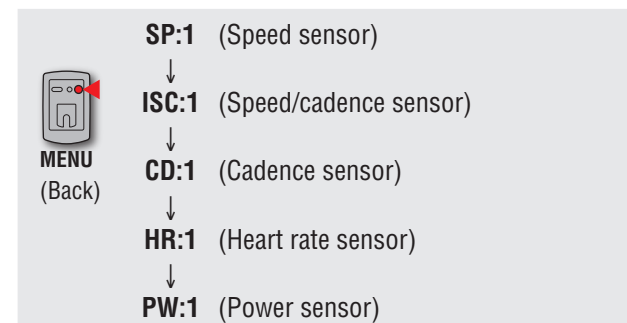 SP:1 (Speed sensor)
↓
ISC:1 (Speed/cadence sensor)
↓
MENU
(Back)
CD:1 (Cadence sensor)
↓
HR:1 (Heart rate sensor)
↓
PW:1 (Power sensor)